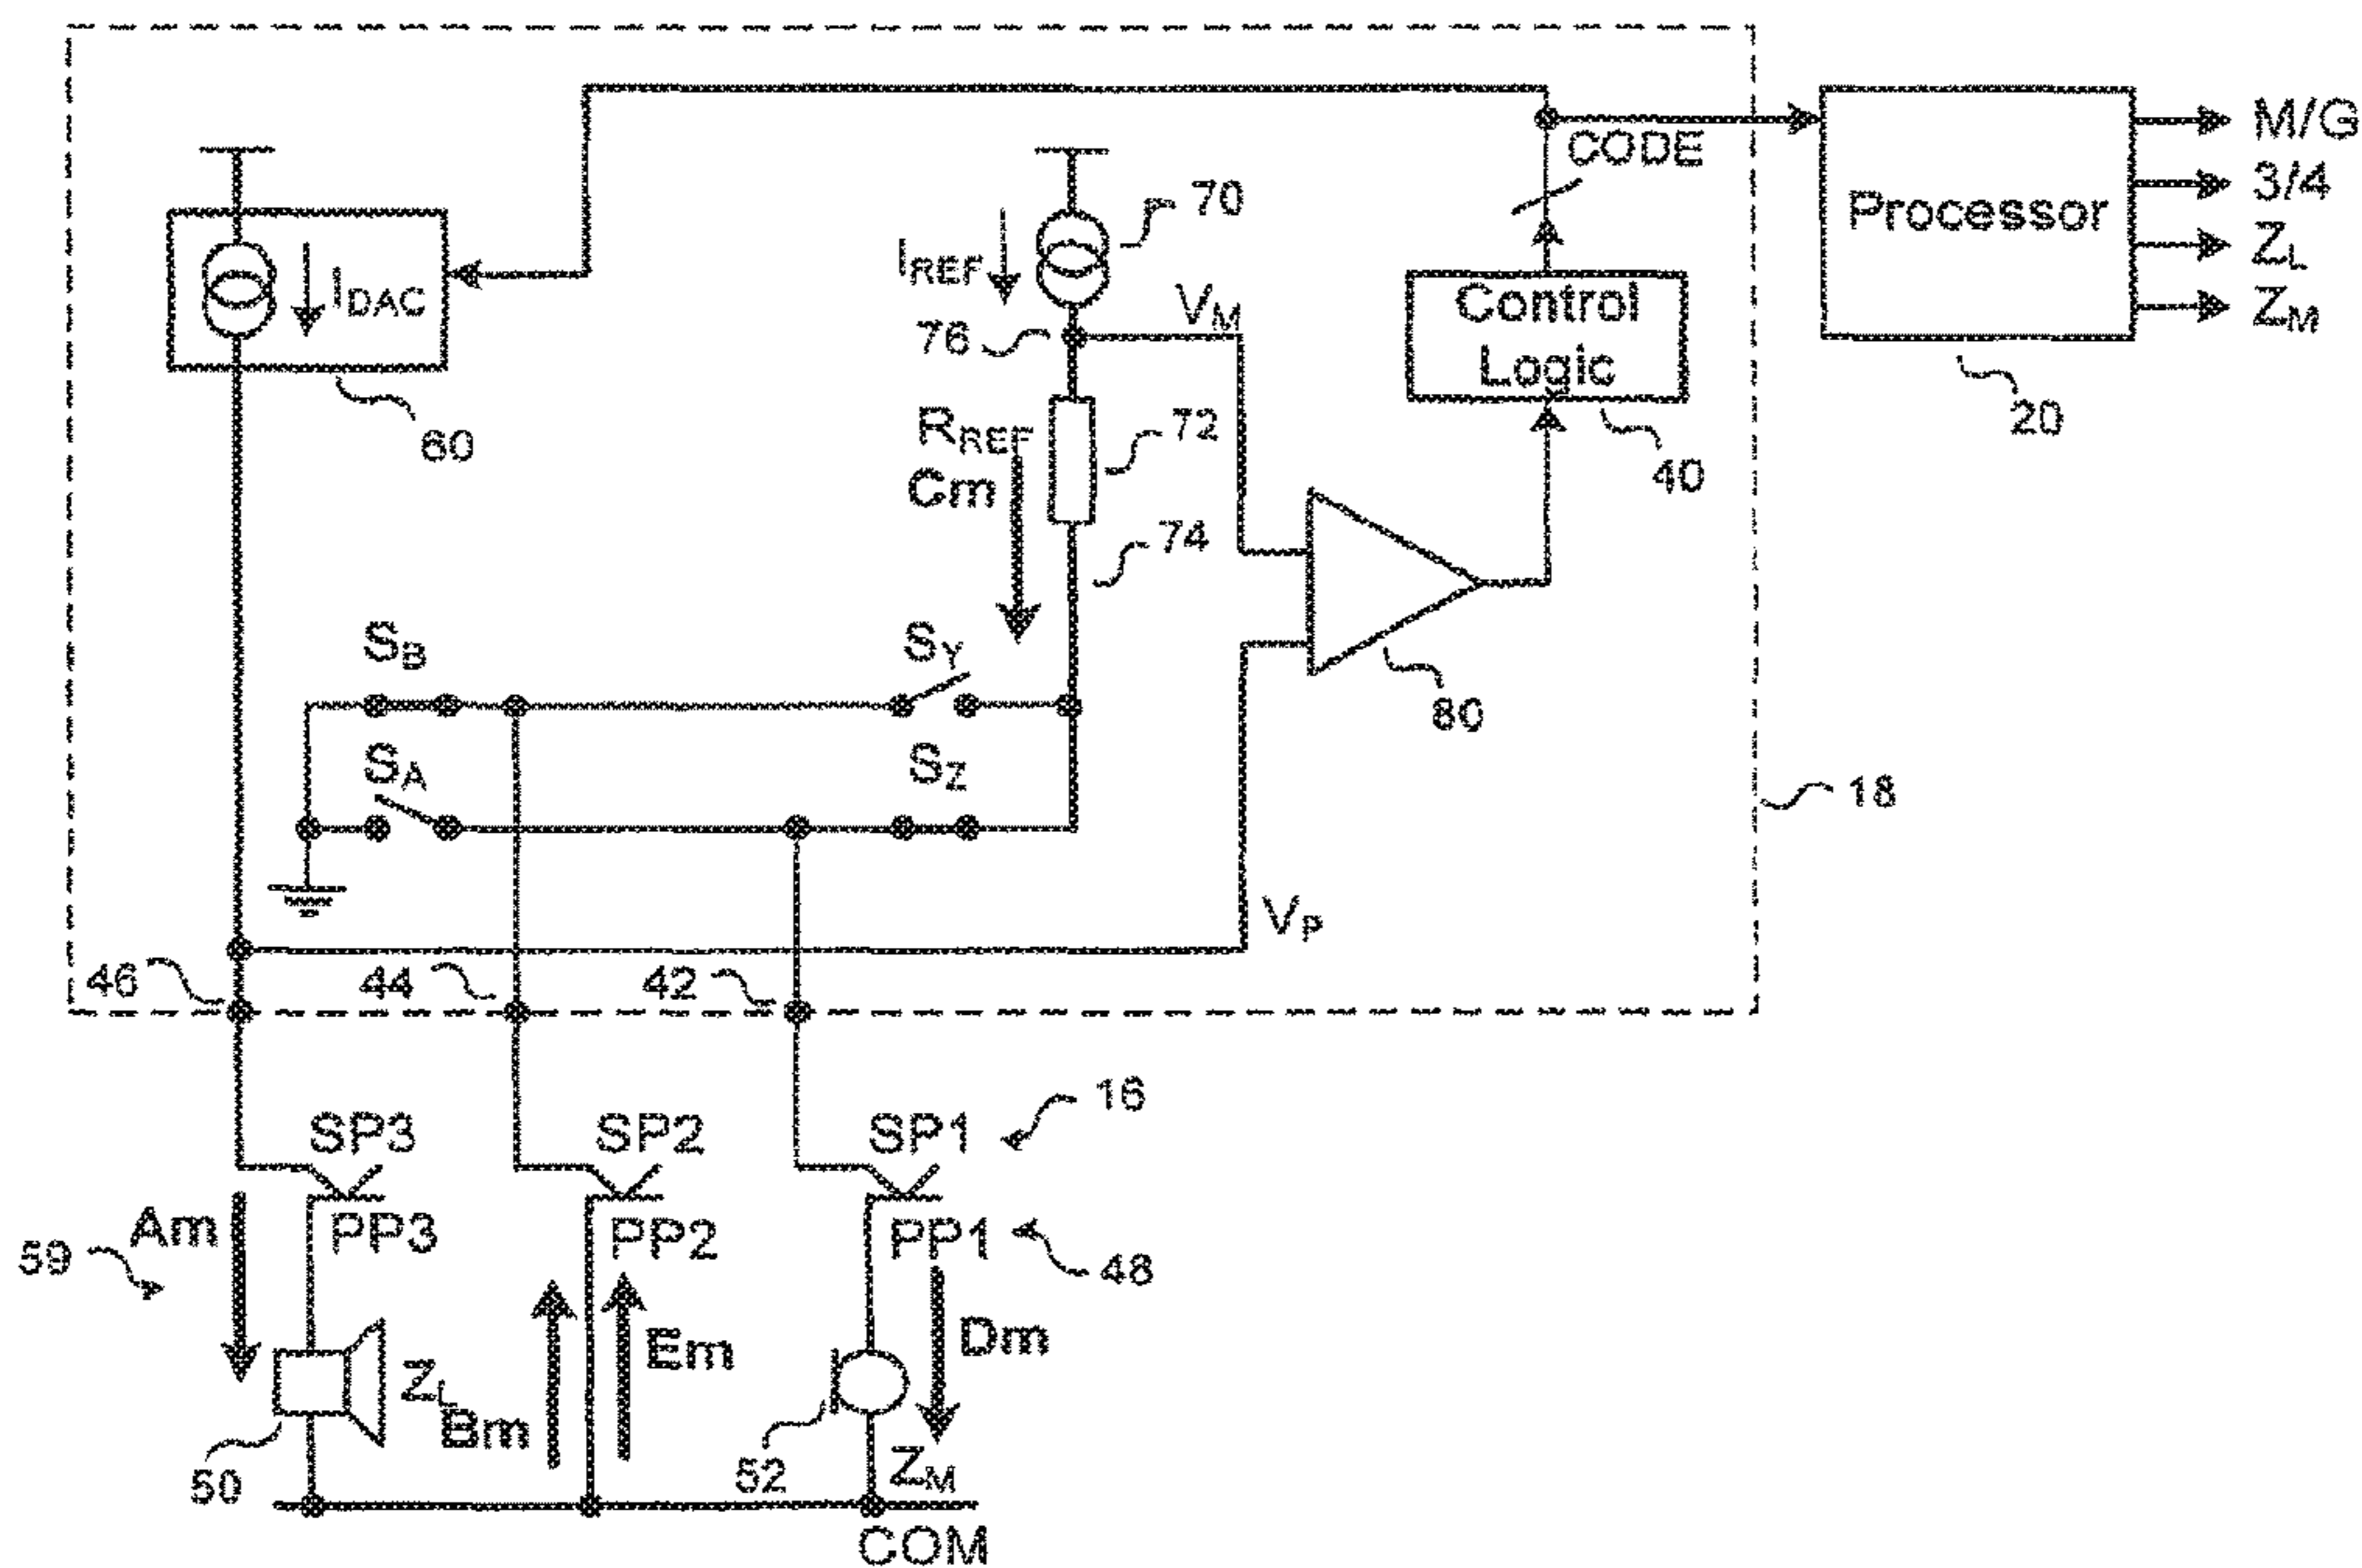 CODE
Processor
M/G
3/4
ZL
ZM
IDAC
IREF
70
VM
76
Control
Logic
60
RREF
72
40
20
Cm
74
SB
SY
80
SA
SZ
18
VP
46
44
42
SP3
SP2
SP1
16
Am
PP3
PP2
PP1
59
48
Em
Dm
ZL
Bm
50
52
ZM
COM